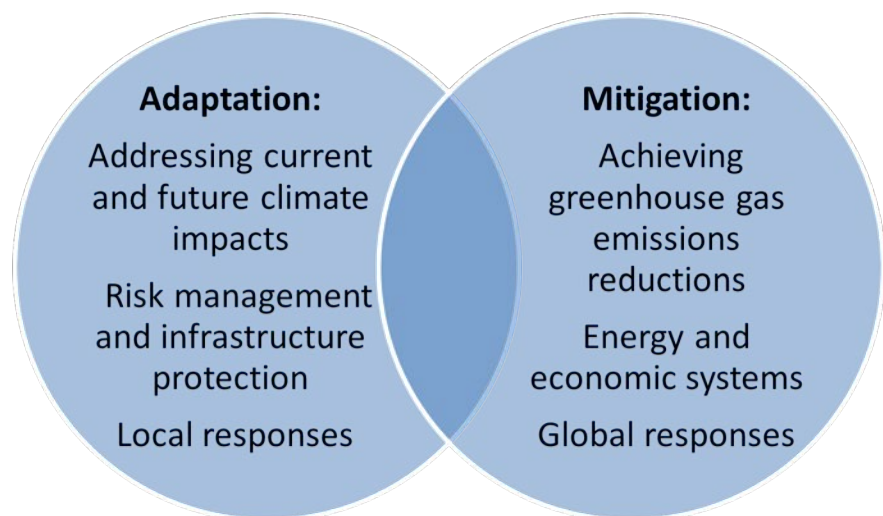 Adaptation:
Addressing current
and future climate
impacts
Risk management
and infrastructure
protection
Local responses
Mitigation:
Achieving
greenhouse gas
emissions
reductions
Energy and
economic systems
Global responses